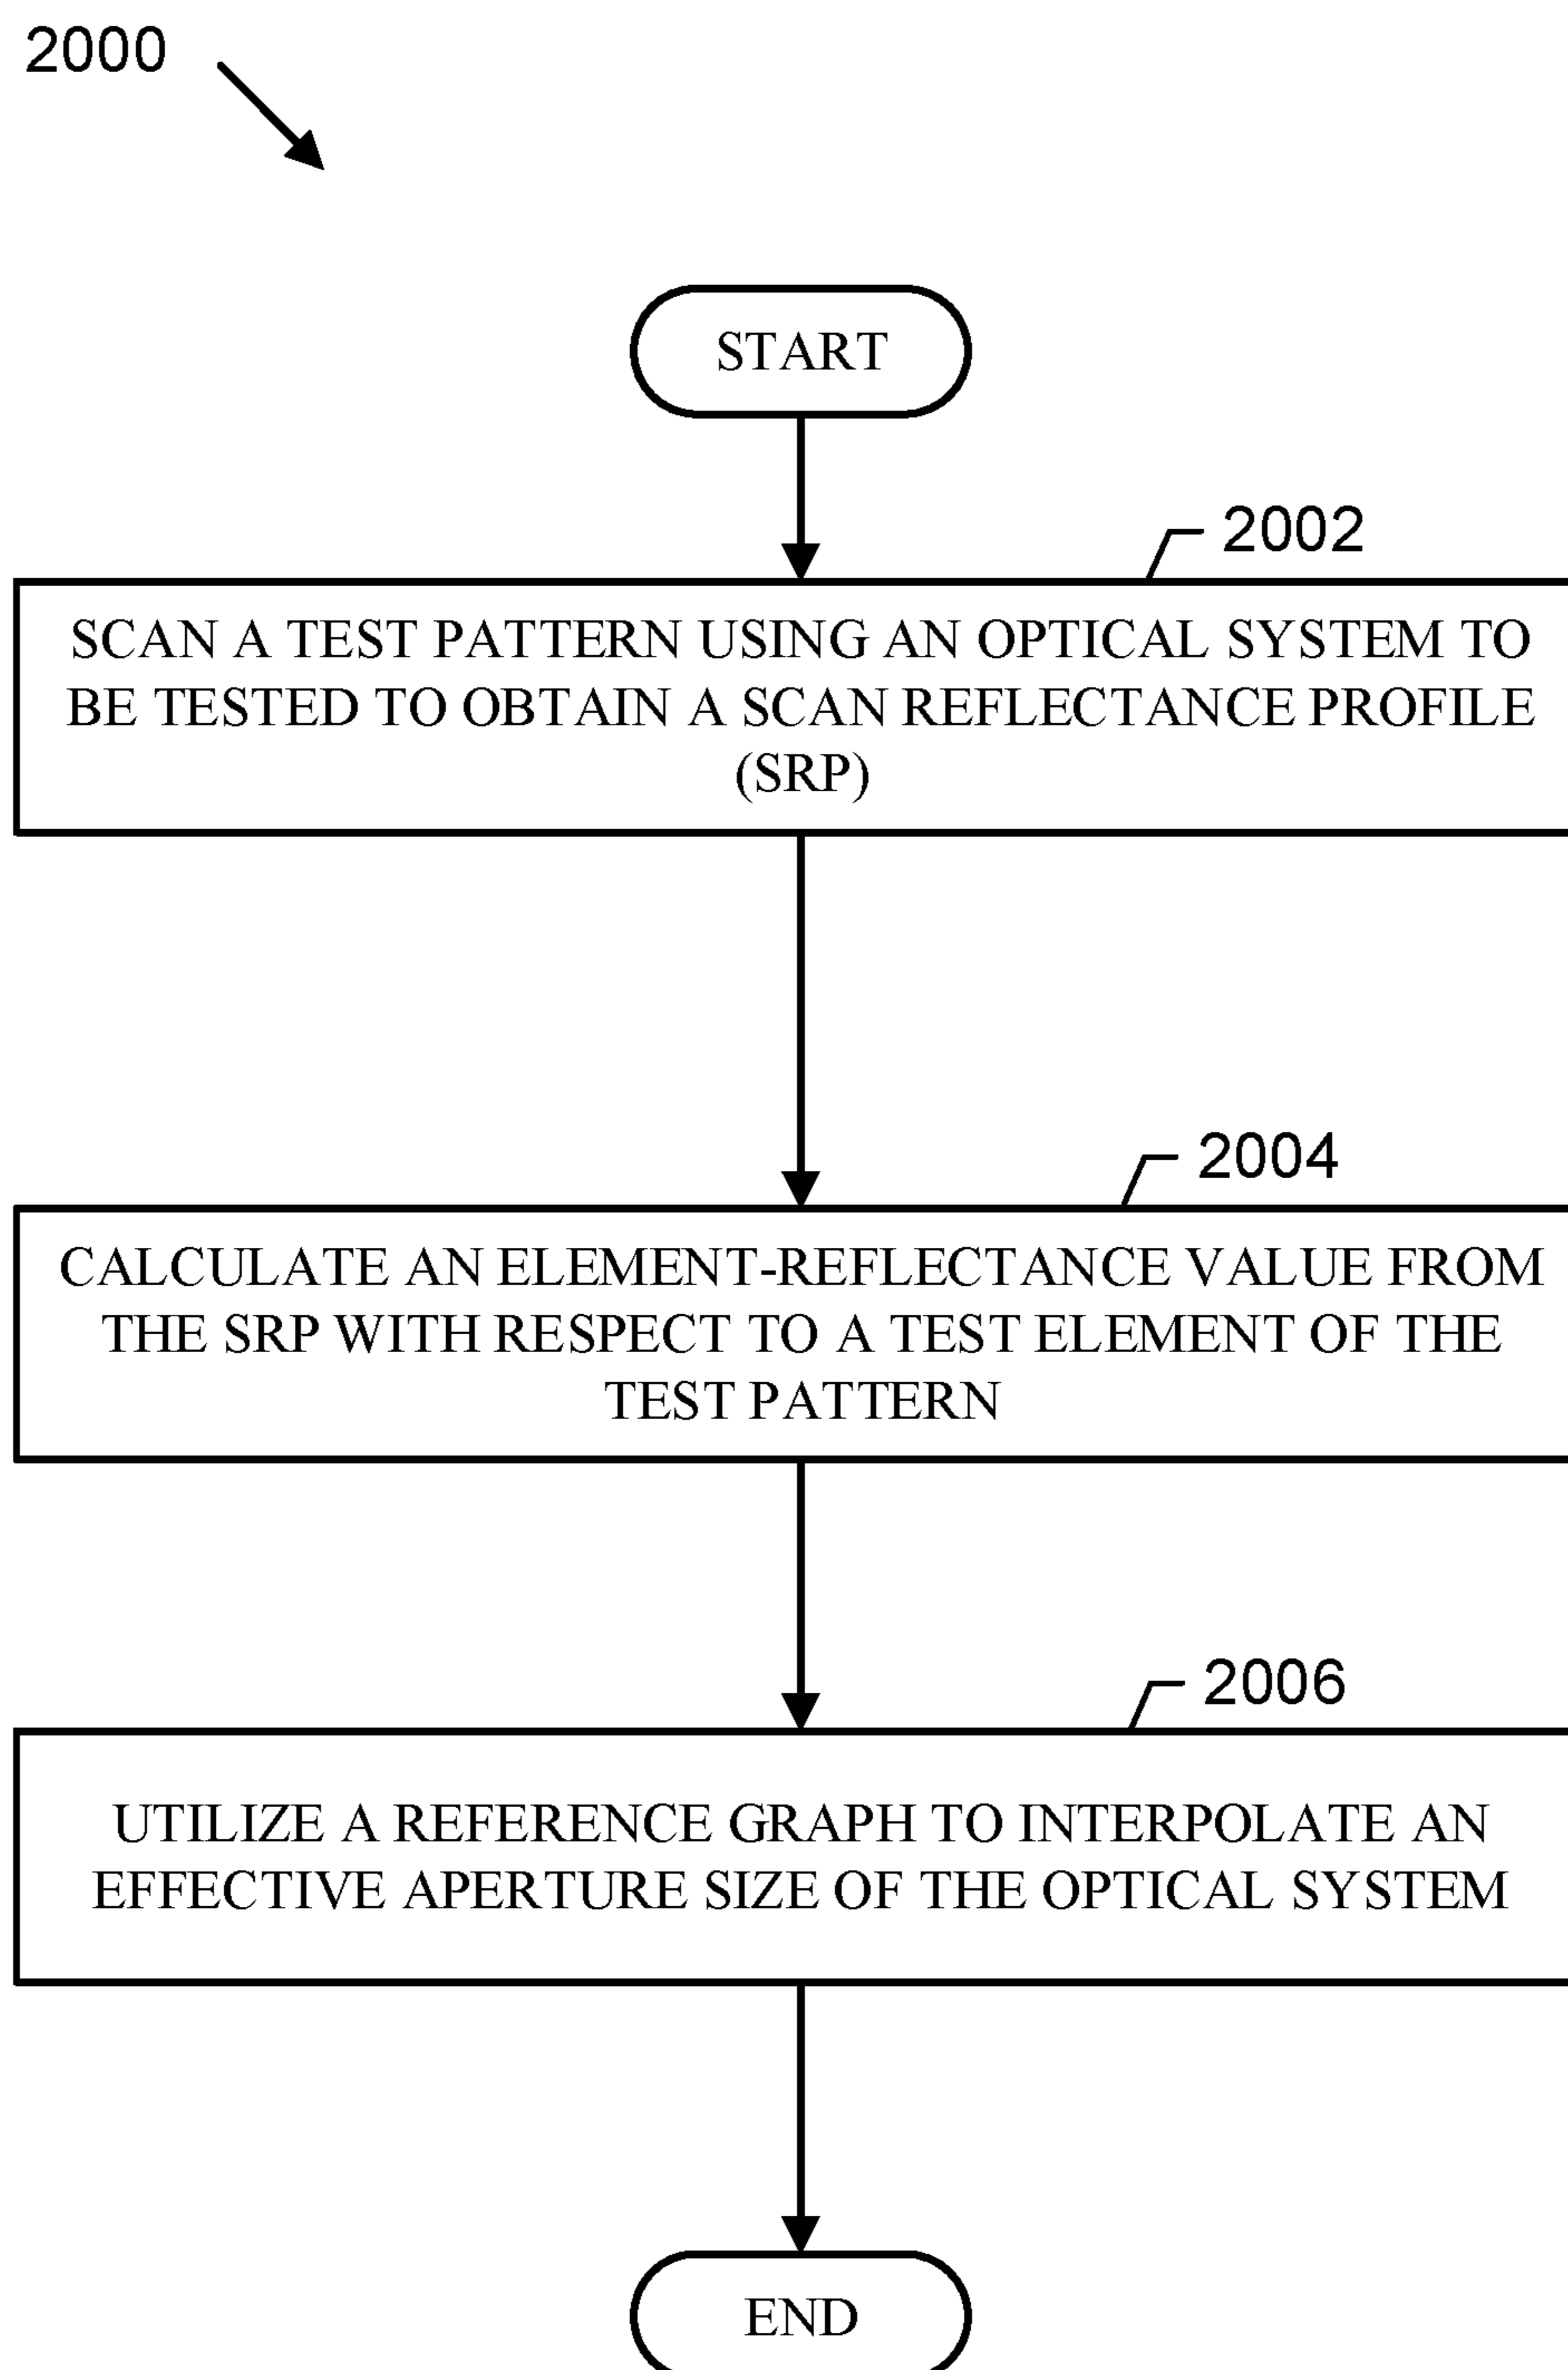 2000
START
2002
SCAN A TEST PATTERN USING AN OPTICAL SYSTEM TO
BE TESTED TO OBTAIN A SCAN REFLECTANCE PROFILE
(SRP)
2004
CALCULATE AN ELEMENT-REFLECTANCE VALUE FROM
THE SRP WITH RESPECT TO A TEST ELEMENT OF THE
TEST PATTERN
2006
UTILIZE A REFERENCE GRAPH TO INTERPOLATE AN
EFFECTIVE APERTURE SIZE OF THE OPTICAL SYSTEM
END